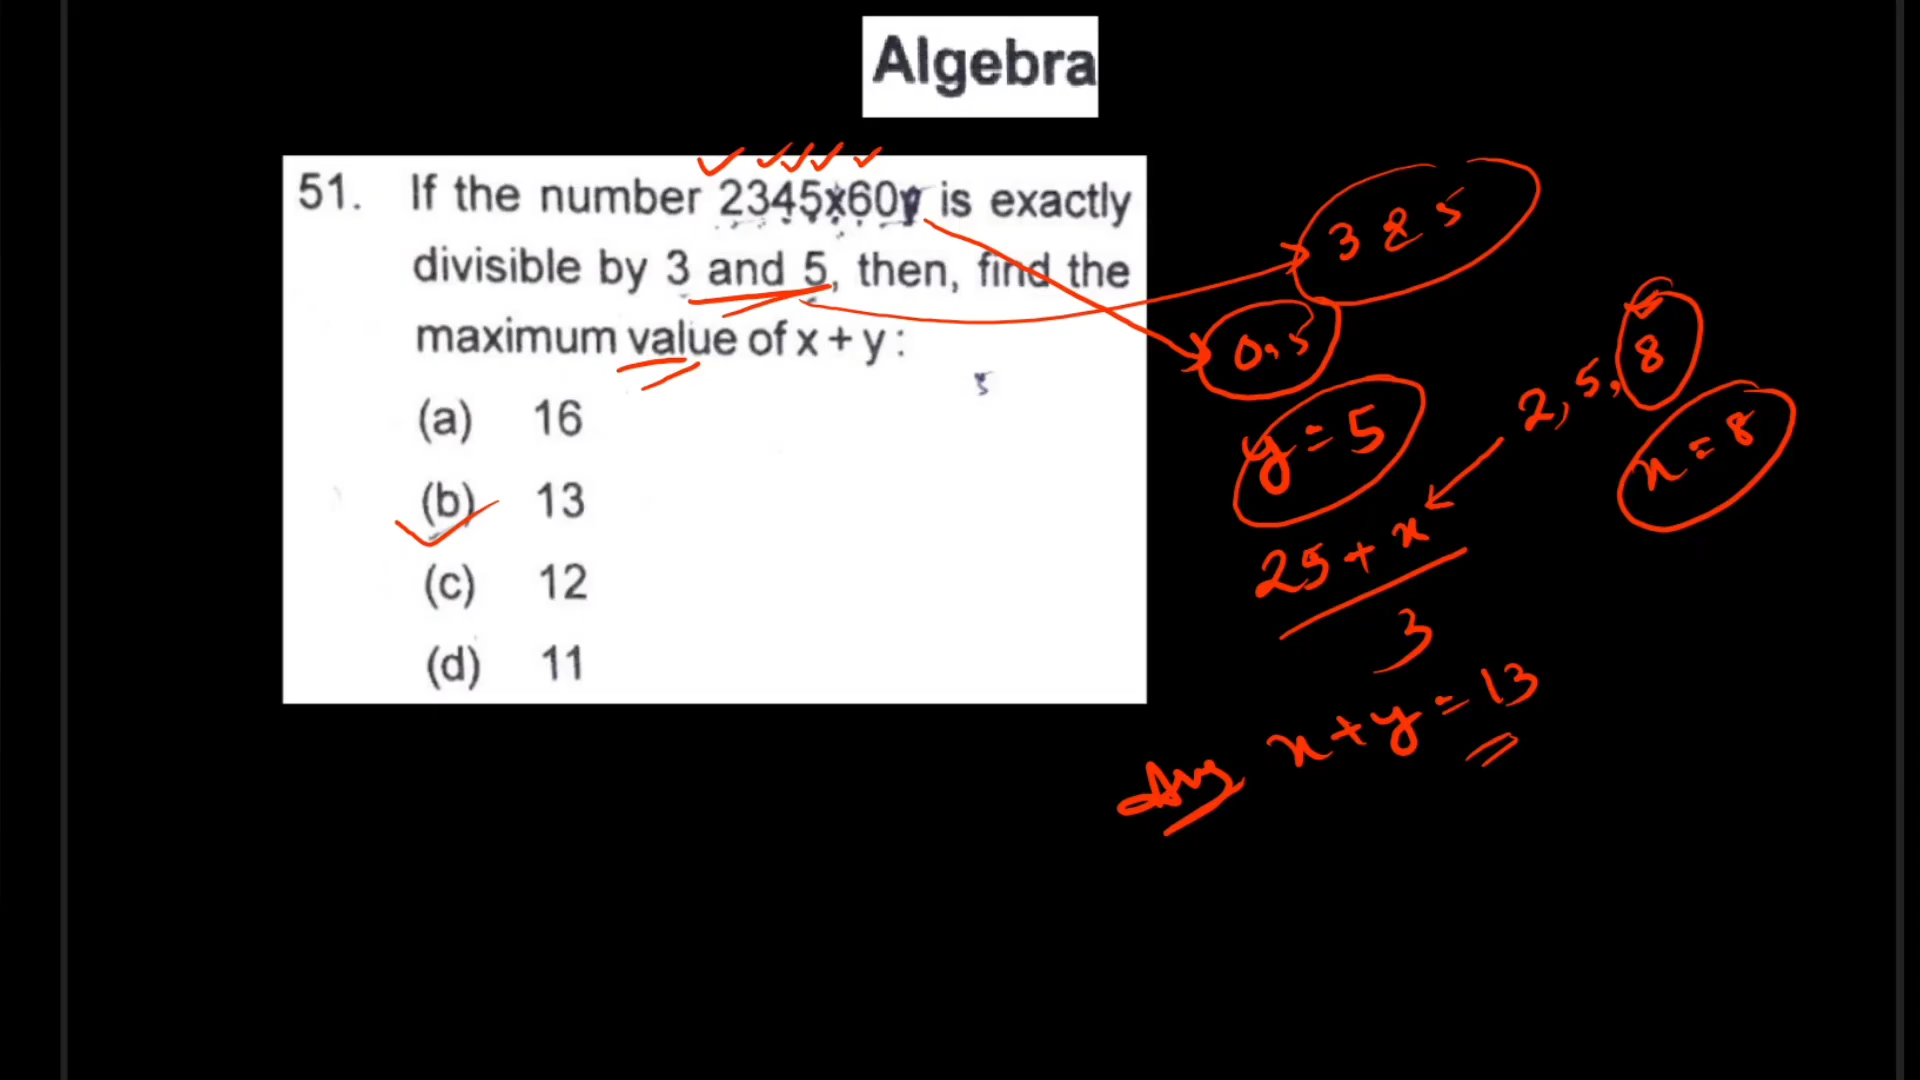 Algebra
51. If the number 2345x60y is exactly
divisible by 3 and 5, then, find the
maximum value of x + y :
(a) 16
(b) 13
(c) 12
(d) 11
3 & 5
0, 5
y = 5
2, 5, 8
x = 8
25 + x
3
Ans x + y = 13